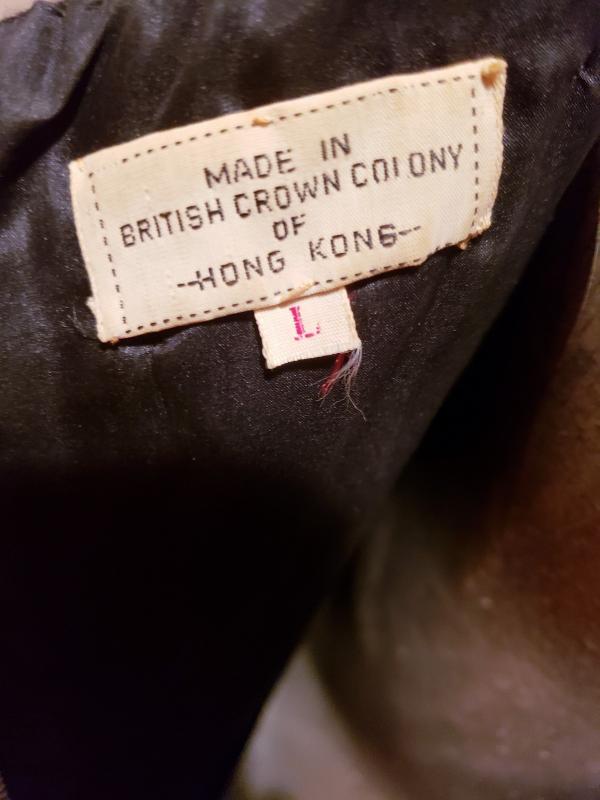 MADE IN
BRITISH CROWN COLONY
OF
-HONG KONG-
L